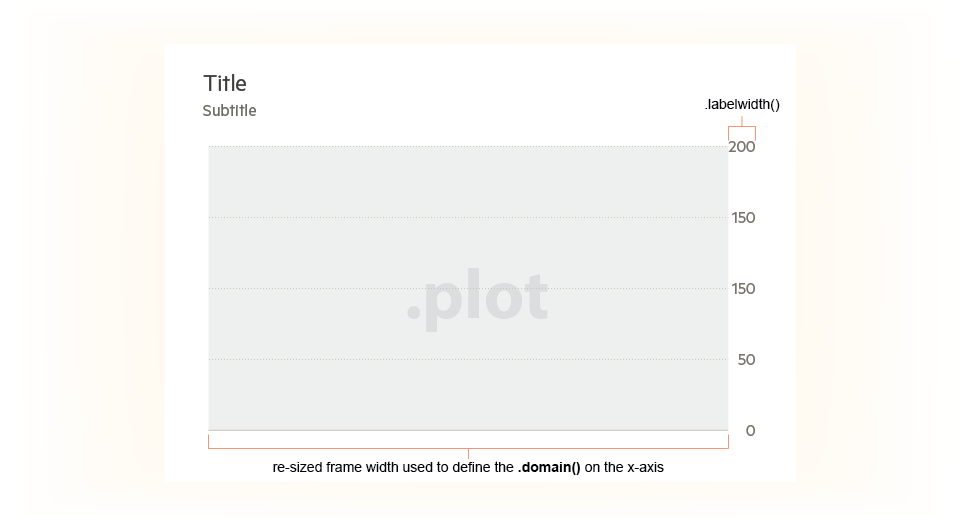 Title
Subtitle
.labelwidth()
200
150
.plot
150
50
0
re-sized frame width used to define the .domain() on the x-axis